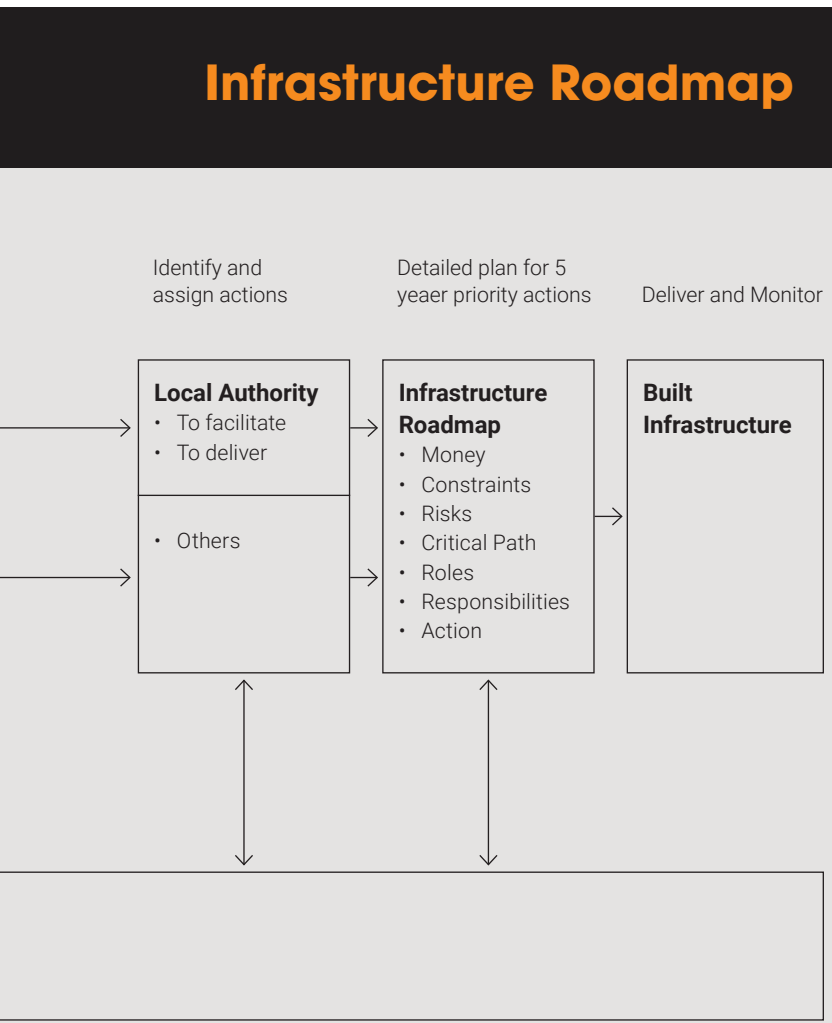 Infrastructure Roadmap
Identify and
assign actions
Detailed plan for 5
yeaer priority actions
Deliver and Monitor
Local Authority
• To facilitate
• To deliver
• Others
Infrastructure
Roadmap
• Money
• Constraints
• Risks
• Critical Path
• Roles
• Responsibilities
• Action
Built
Infrastructure